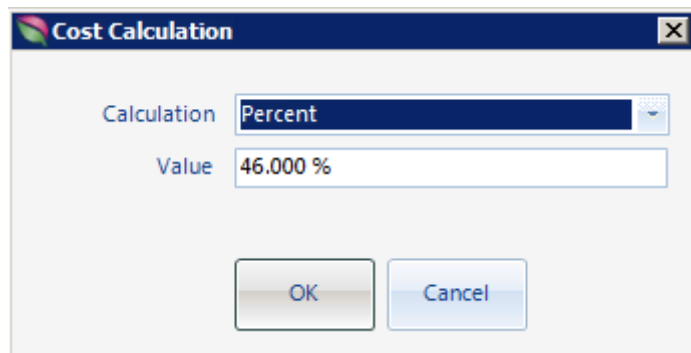 Cost Calculation
Calculation Percent
Value 46.000 %
OK Cancel